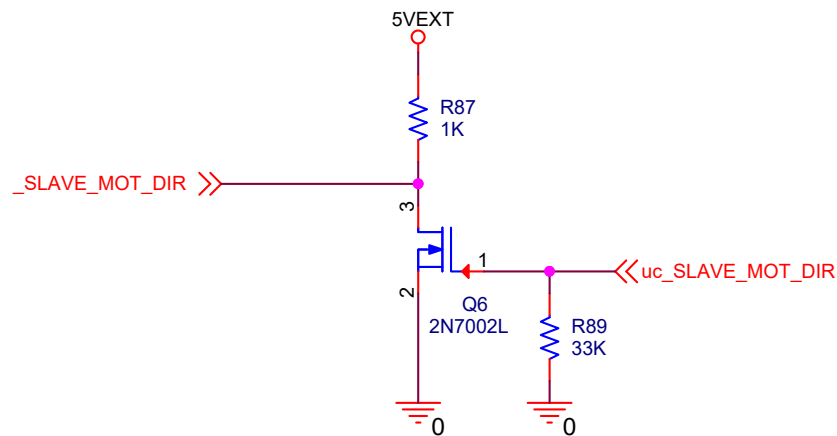 5VEXT
R87
1K
_SLAVE_MOT_DIR
3
1
uc_SLAVE_MOT_DIR
2
Q6
2N7002L
R89
33K
0
0